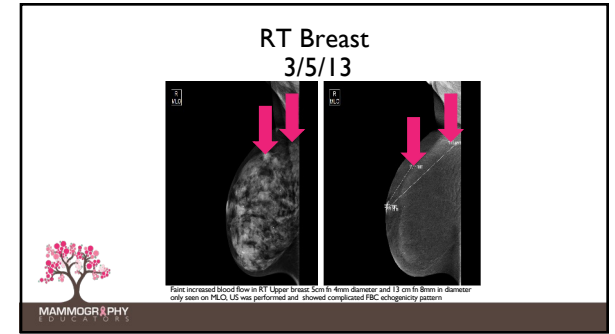 RT Breast
3/5/13
R
MLO
R
MLO
Faint increased blood flow in RT Upper breast 5cm fn 4mm diameter and 13 cm fn 8mm in diameter
only seen on MLO, US was performed and showed complicated FBC echogenicity pattern
MAMMOGRAPHY
EDUCATORS